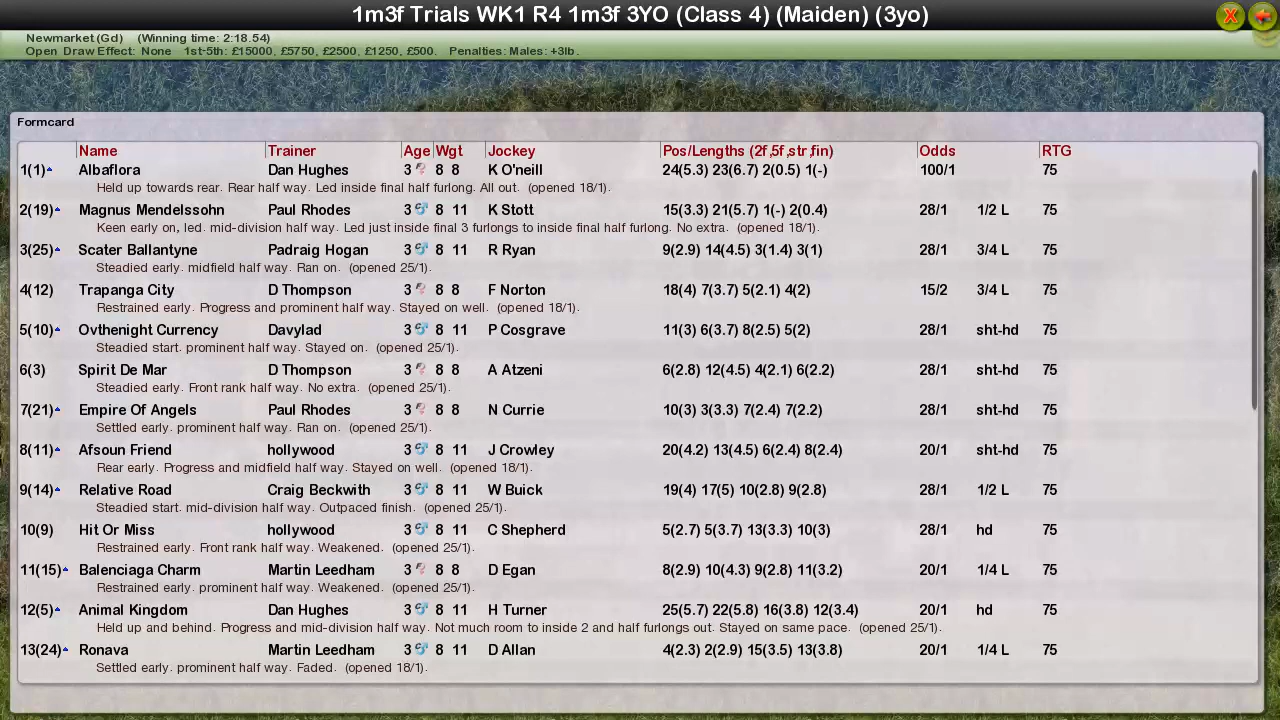 1m3f Trials WK1 R4 1m3f 3YO (Class 4) (Maiden) (3yo)
X
Newmarket(Gd) (Winning time: 2:18.54)
Open Draw Effect: None 1st-5th: £15000, £5750, £2500, £1250, £500. Penalties: Males: +3lb.
Formcard
Name Trainer Age Wgt Jockey Pos/Lengths (2f,5f,str,fin) Odds RTG
1(1) Albaflora Dan Hughes 3 8 8 K O'neill 24(5.3) 23(6.7) 2(0.5) 1(-) 100/1 75
Held up towards rear. Rear half way. Led inside final half furlong. All out. (opened 18/1).
2(19) Magnus Mendelssohn Paul Rhodes 3 8 11 K Stott 15(3.3) 21(5.7) 1(-) 2(0.4) 28/1 1/2 L 75
Keen early on, led. mid-division half way. Led just inside final 3 furlongs to inside final half furlong. No extra. (opened 18/1).
3(25) Scater Ballantyne Padraig Hogan 3 8 11 R Ryan 9(2.9) 14(4.5) 3(1.4) 3(1) 28/1 3/4 L 75
Steadied early. midfield half way. Ran on. (opened 25/1).
4(12) Trapanga City D Thompson 3 8 8 F Norton 18(4) 7(3.7) 5(2.1) 4(2) 15/2 3/4 L 75
Restrained early. Progress and prominent half way. Stayed on well. (opened 18/1).
5(10) Ovthenight Currency Davylad 3 8 11 P Cosgrave 11(3) 6(3.7) 8(2.5) 5(2) 28/1 sht-hd 75
Steadied start. prominent half way. Stayed on. (opened 25/1).
6(3) Spirit De Mar D Thompson 3 8 8 A Atzeni 6(2.8) 12(4.5) 4(2.1) 6(2.2) 28/1 sht-hd 75
Steadied early. Front rank half way. No extra. (opened 25/1).
7(21) Empire Of Angels Paul Rhodes 3 8 8 N Currie 10(3) 3(3.3) 7(2.4) 7(2.2) 28/1 sht-hd 75
Settled early. prominent half way. Ran on. (opened 25/1).
8(11) Afsoun Friend hollywood 3 8 11 J Crowley 20(4.2) 13(4.5) 6(2.4) 8(2.4) 20/1 sht-hd 75
Rear early. Progress and midfield half way. Stayed on well. (opened 18/1).
9(14) Relative Road Craig Beckwith 3 8 11 W Buick 19(4) 17(5) 10(2.8) 9(2.8) 28/1 1/2 L 75
Steadied start. mid-division half way. Outpaced finish. (opened 25/1).
10(9) Hit Or Miss hollywood 3 8 11 C Shepherd 5(2.7) 5(3.7) 13(3.3) 10(3) 28/1 hd 75
Restrained early. Front rank half way. Weakened. (opened 25/1).
11(15) Balenciaga Charm Martin Leedham 3 8 8 D Egan 8(2.9) 10(4.3) 9(2.8) 11(3.2) 20/1 1/4 L 75
Restrained early. prominent half way. Weakened. (opened 25/1).
12(5) Animal Kingdom Dan Hughes 3 8 11 H Turner 25(5.7) 22(5.8) 16(3.8) 12(3.4) 20/1 hd 75
Held up and behind. Progress and mid-division half way. Not much room to inside 2 and half furlongs out. Stayed on same pace. (opened 25/1).
13(24) Ronava Martin Leedham 3 8 11 D Allan 4(2.3) 2(2.9) 15(3.5) 13(3.8) 20/1 1/4 L 75
Settled early. prominent half way. Faded. (opened 18/1).